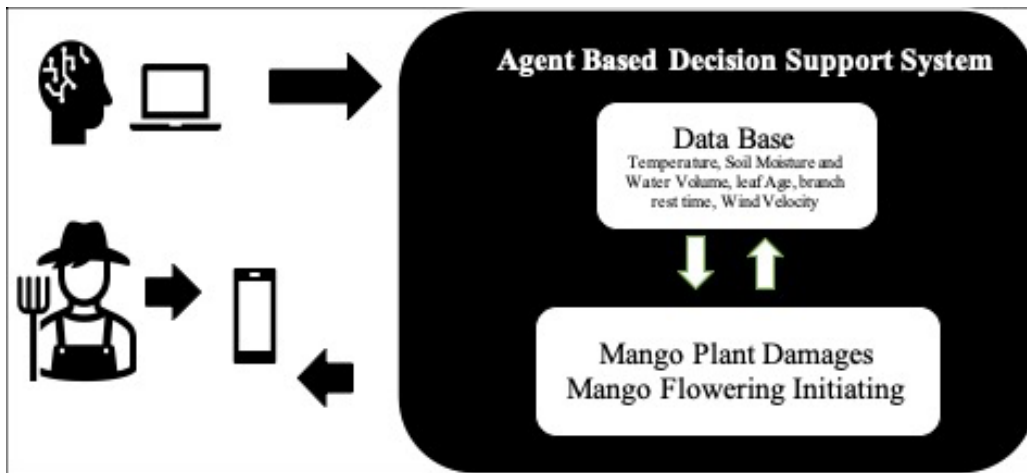 Agent Based Decision Support System
Data Base
Temperature, Soil Moisture and
Water Volume, leaf Age, branch
rest time, Wind Velocity
Mango Plant Damages
Mango Flowering Initiating